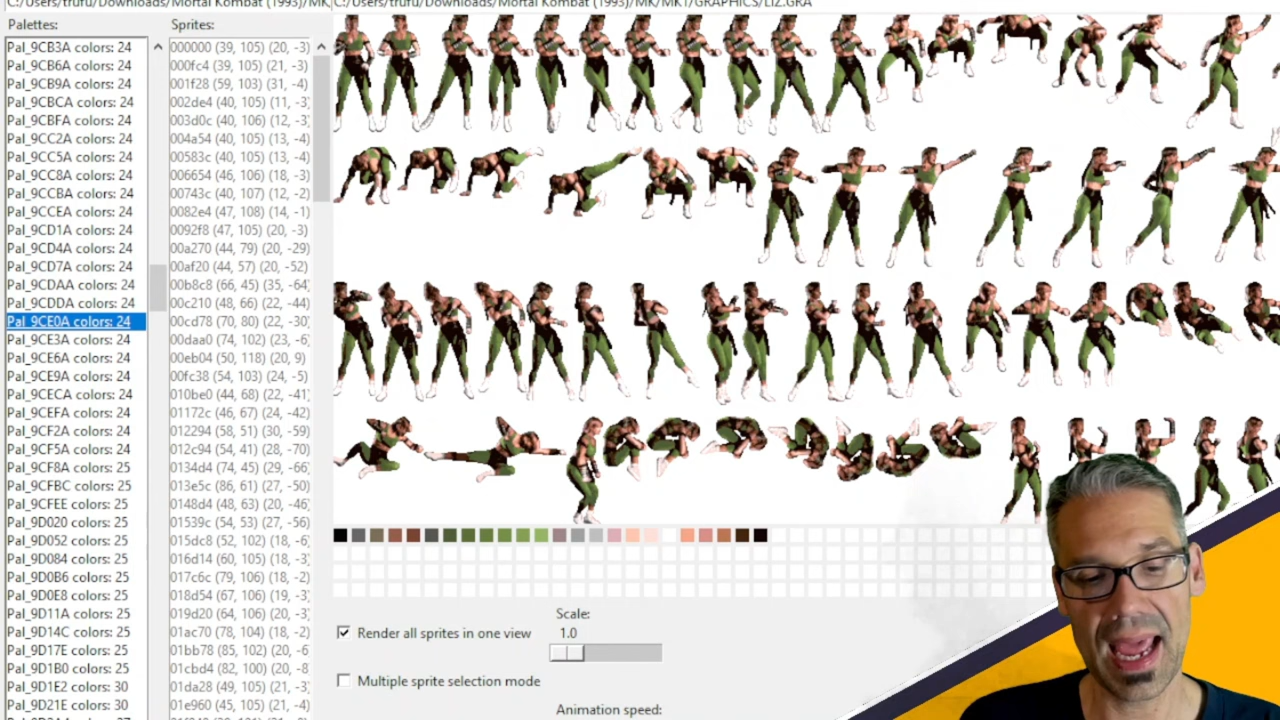 C:/Users/trufu/Downloads/Mortal Kombat (1993)/MK
C:/Users/trufu/Downloads/Mortal Kombat (1993)/MK/MK1/GRAPHICS/LIZ.GRA
Palettes:
Pal_9CB3A colors: 24
Pal_9CB6A colors: 24
Pal_9CB9A colors: 24
Pal_9CBCA colors: 24
Pal_9CBFA colors: 24
Pal_9CC2A colors: 24
Pal_9CC5A colors: 24
Pal_9CC8A colors: 24
Pal_9CCBA colors: 24
Pal_9CCEA colors: 24
Pal_9CD1A colors: 24
Pal_9CD4A colors: 24
Pal_9CD7A colors: 24
Pal_9CDAA colors: 24
Pal_9CDDA colors: 24
Pal_9CE0A colors: 24
Pal_9CE3A colors: 24
Pal_9CE6A colors: 24
Pal_9CE9A colors: 24
Pal_9CECA colors: 24
Pal_9CEFA colors: 24
Pal_9CF2A colors: 24
Pal_9CF5A colors: 24
Pal_9CF8A colors: 25
Pal_9CFBC colors: 25
Pal_9CFEE colors: 25
Pal_9D020 colors: 25
Pal_9D052 colors: 25
Pal_9D084 colors: 25
Pal_9D0B6 colors: 25
Pal_9D0E8 colors: 25
Pal_9D11A colors: 25
Pal_9D14C colors: 25
Pal_9D17E colors: 25
Pal_9D1B0 colors: 25
Pal_9D1E2 colors: 30
Pal_9D21E colors: 30
Sprites:
000000 (39, 105) (20, -3)
000fc4 (39, 103) (21, -3)
001f28 (59, 103) (31, -4)
002de4 (40, 105) (11, -3)
003d0c (40, 106) (12, -3)
004a54 (40, 105) (13, -4)
00583c (40, 105) (13, -4)
006654 (40, 106) (18, -3)
00743c (40, 107) (12, -2)
0082e4 (47, 108) (14, -1)
0092f8 (47, 105) (20, -3)
00a270 (44, 79) (20, -29)
00af20 (44, 57) (20, -52)
00b8c8 (66, 45) (35, -64)
00c210 (48, 66) (22, -44)
00cd78 (70, 80) (22, -30)
00daa0 (74, 102) (23, -6)
00eb04 (50, 118) (20, 9)
00fc38 (54, 103) (24, -5)
010be0 (44, 68) (22, -41)
01172c (46, 67) (24, -42)
012294 (58, 51) (30, -59)
012c94 (54, 41) (28, -70)
0134d4 (74, 45) (29, -66)
013e5c (86, 61) (27, -50)
0148d4 (48, 63) (20, -46)
01539c (54, 53) (27, -56)
015dc8 (52, 102) (18, -6)
016d14 (60, 105) (18, -3)
017c6c (79, 106) (18, -2)
018d54 (67, 106) (19, -3)
019d20 (64, 106) (20, -3)
01ac70 (78, 104) (18, -2)
01bb78 (85, 102) (20, -6
01cbd4 (82, 100) (20, -8
01da28 (49, 105) (21, -3)
01e960 (45, 105) (21, -4)
Render all sprites in one view
Multiple sprite selection mode
Scale:
1.0
Animation speed: